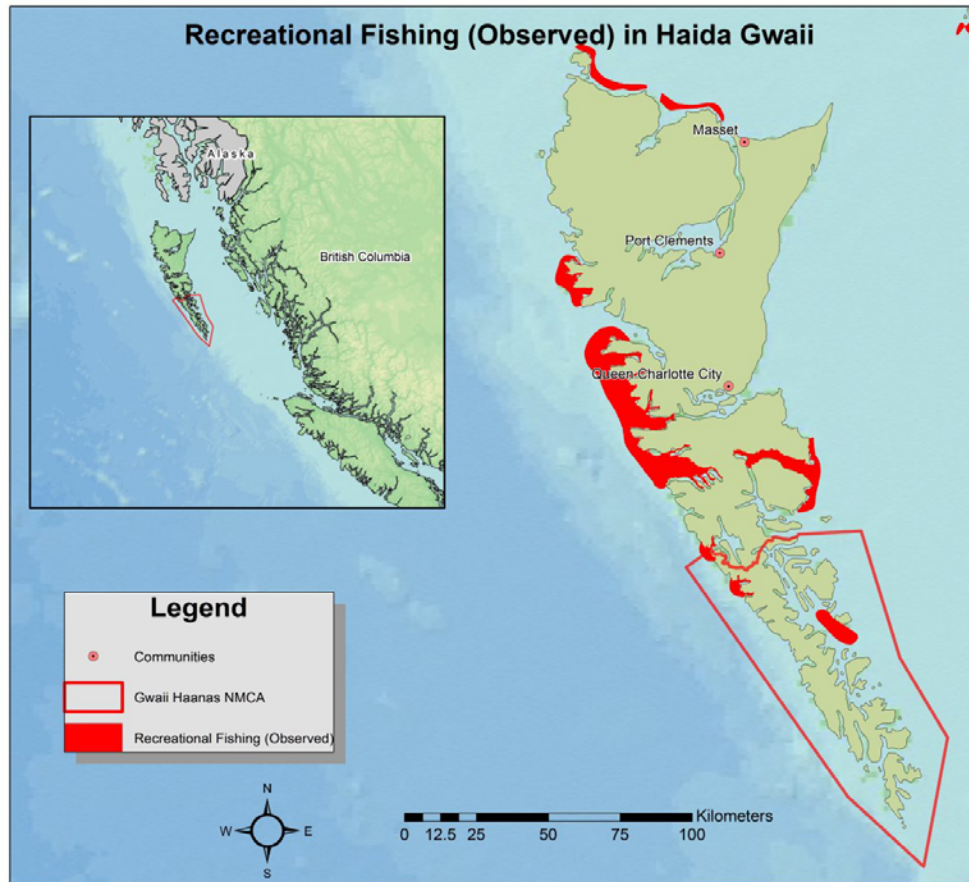 Recreational Fishing (Observed) in Haida Gwaii
Alaska
British Columbia
Masset
Port Clements
Queen Charlotte City
Legend
Communities
Gwaii Haanas NMCA
Recreational Fishing (Observed)
N
W E
S
Kilometers
0 12.5 25 50 75 100